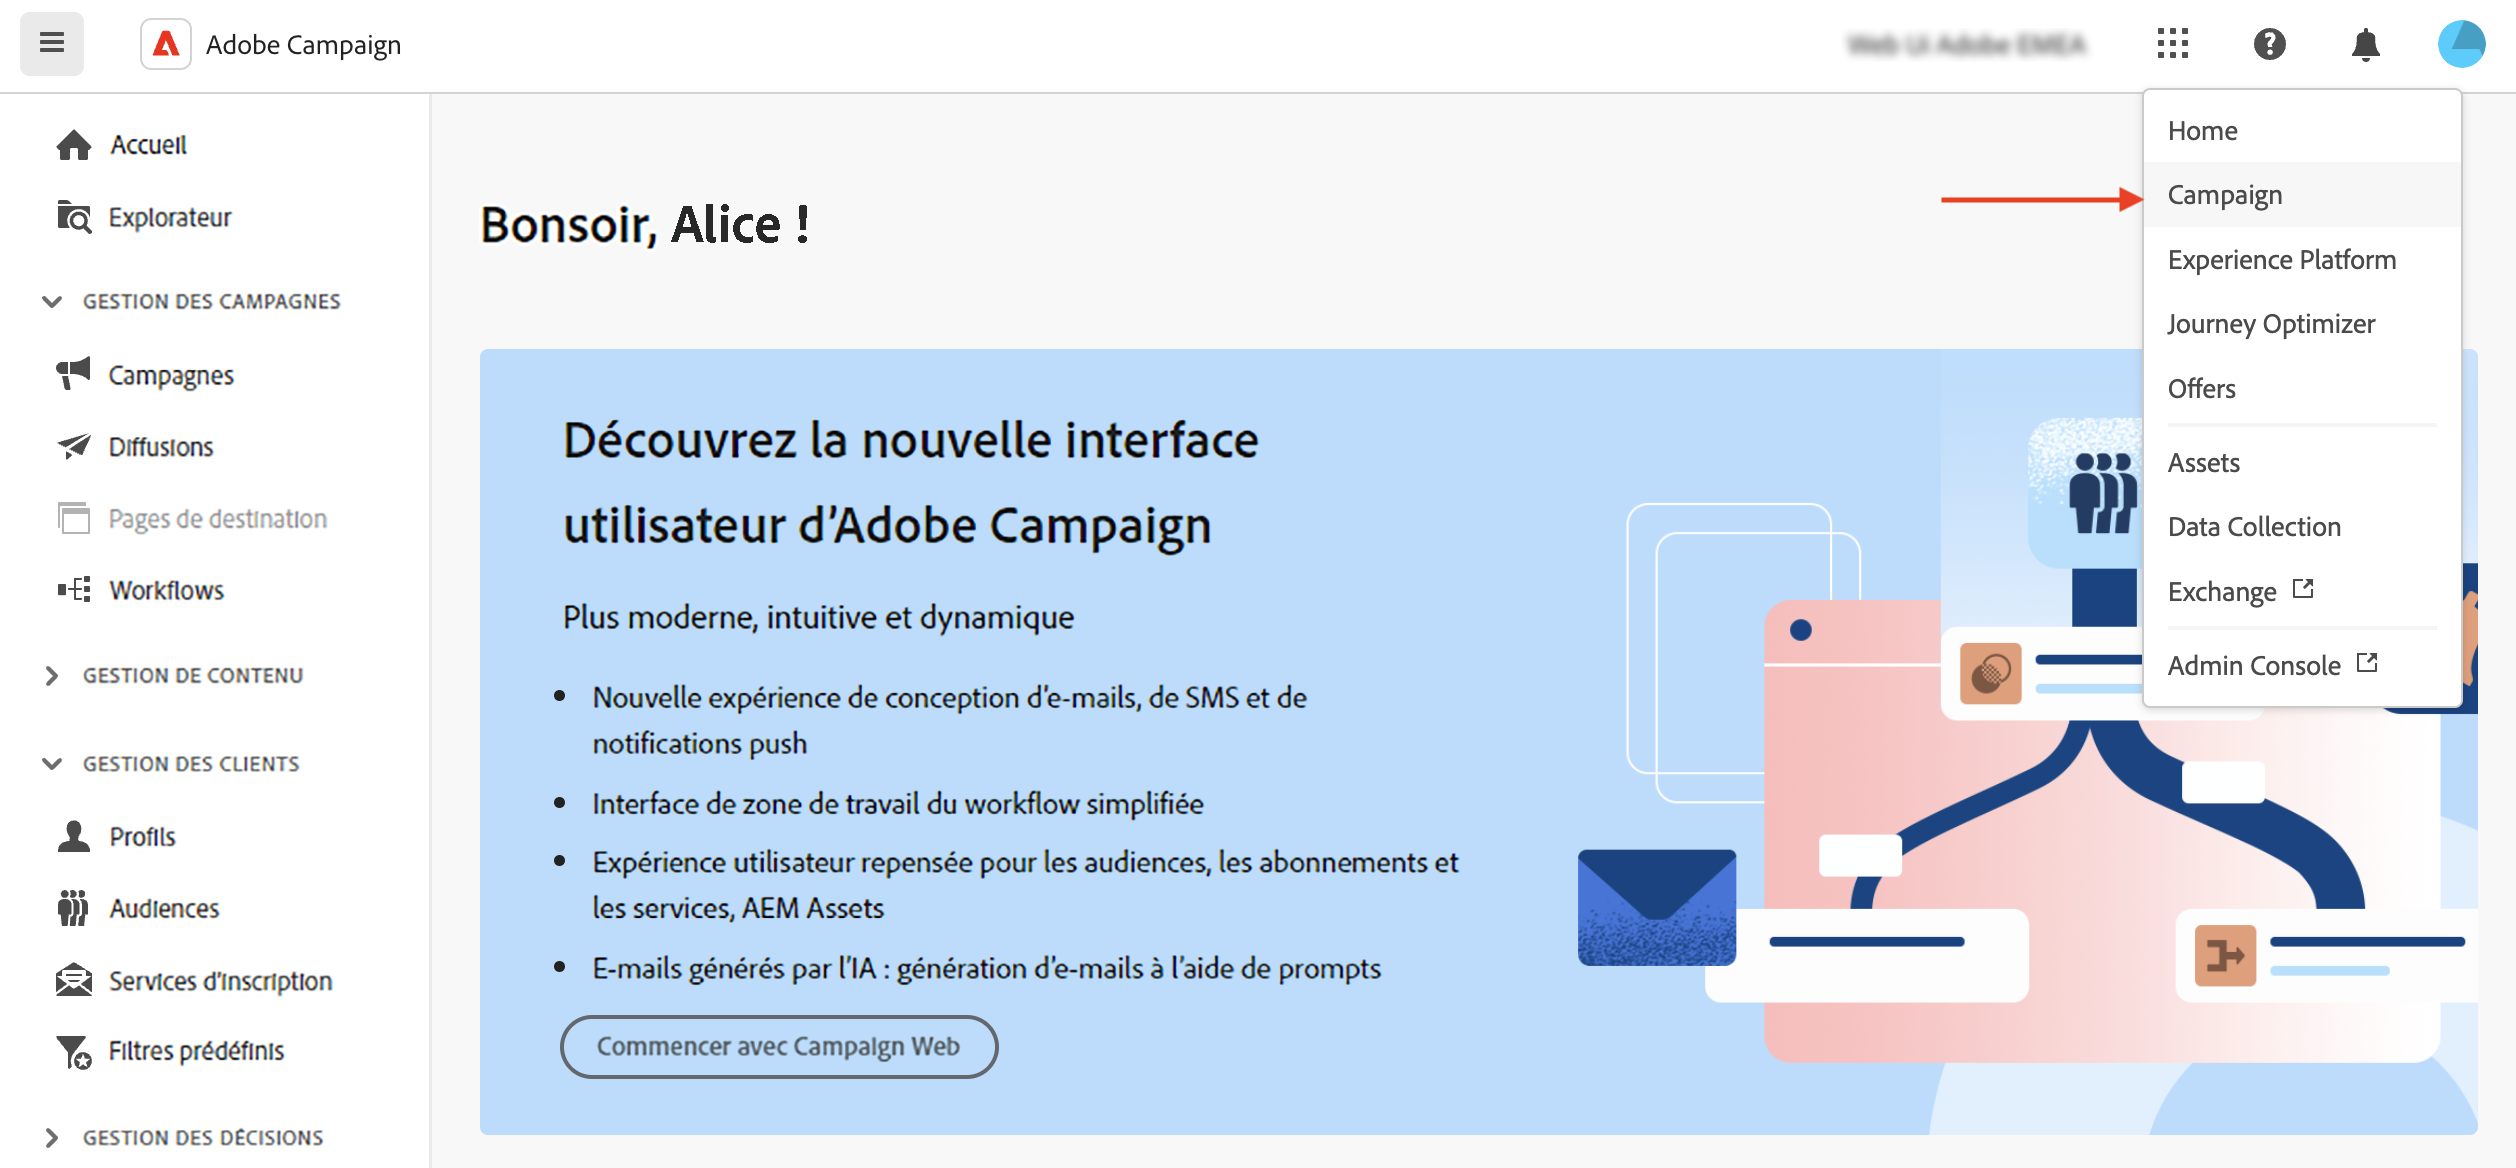 Adobe Campaign
Web UI Adobe EMEA
Accueil
Explorateur
GESTION DES CAMPAGNES
Campagnes
Diffusions
Pages de destination
Workflows
GESTION DE CONTENU
GESTION DES CLIENTS
Profils
Audiences
Services d’inscription
Filtres prédéfinis
GESTION DES DÉCISIONS
Bonsoir, Alice !
Découvrez la nouvelle interface
utilisateur d’Adobe Campaign
Plus moderne, intuitive et dynamique
• Nouvelle expérience de conception d’e-mails, de SMS et de
notifications push
• Interface de zone de travail du workflow simplifiée
• Expérience utilisateur repensée pour les audiences, les abonnements et
les services, AEM Assets
• E-mails générés par l’IA : génération d’e-mails à l’aide de prompts
Commencer avec Campaign Web
Home
Campaign
Experience Platform
Journey Optimizer
Offers
Assets
Data Collection
Exchange
Admin Console